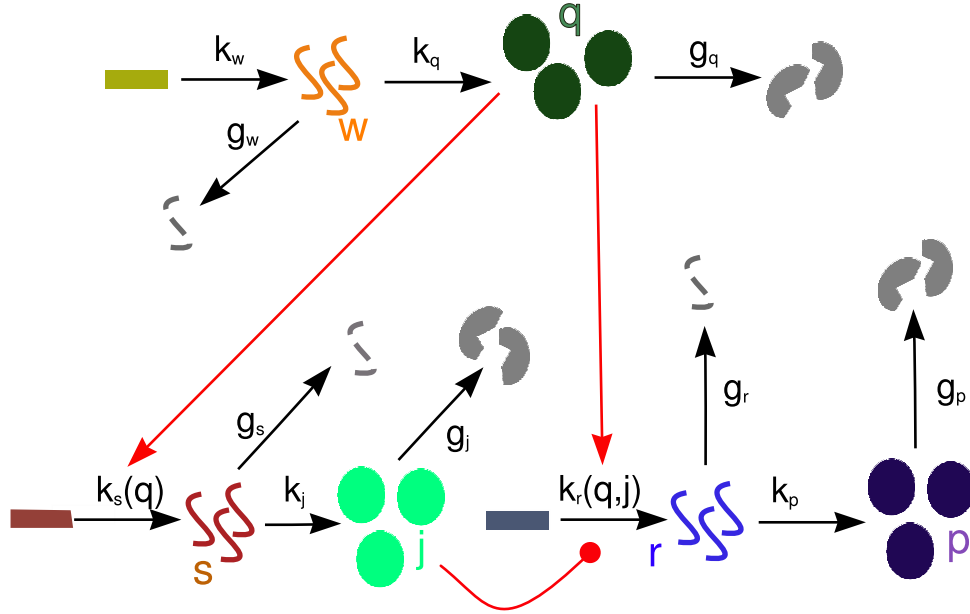 q
k_w
k_q
g_q
w
g_w
g_s
g_j
g_r
g_p
k_s(q)
k_j
k_r(q,j)
k_p
s
j
r
p